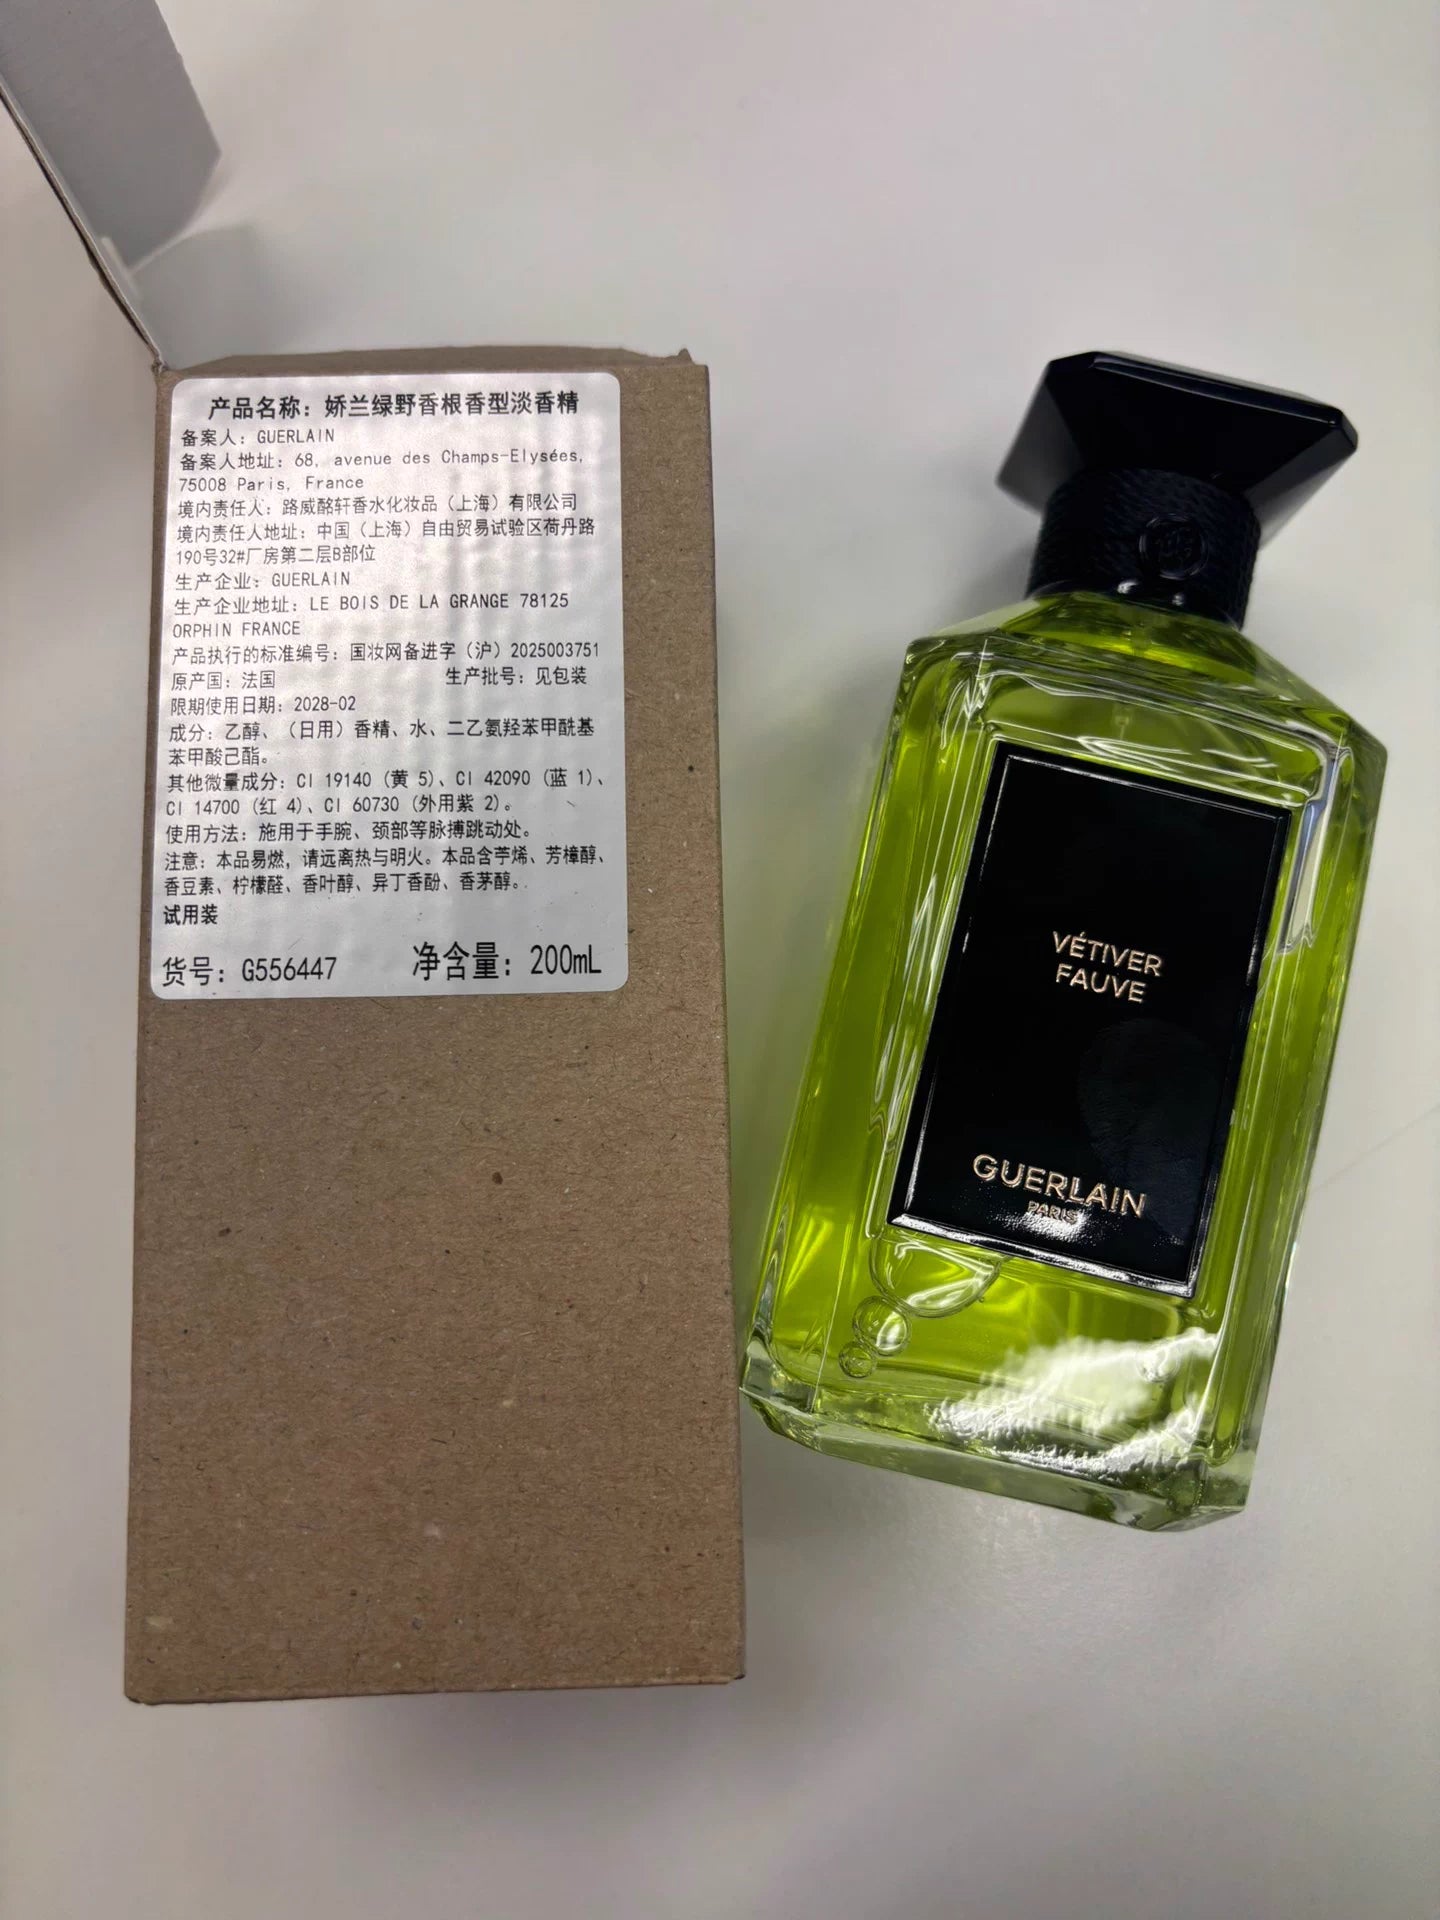 产品名称：娇兰绿野香根香型淡香精
备案人：GUERLAIN
备案人地址：68, avenue des Champs-Elysées,
75008 Paris, France
境内责任人：路威酩轩香水化妆品（上海）有限公司
境内责任人地址：中国（上海）自由贸易试验区荷丹路
190号32#厂房第二层B部位
生产企业：GUERLAIN
生产企业地址：LE BOIS DE LA GRANGE 78125
ORPHIN FRANCE
产品执行的标准编号：国妆网备进字（沪）2025003751
原产国：法国 生产批号：见包装
限期使用日期：2028-02
成分：乙醇、（日用）香精、水、二乙氨羟苯甲酰基
苯甲酸己酯。
其他微量成分：CI 19140（黄 5）、CI 42090（蓝 1）、
CI 14700（红 4）、CI 60730（外用紫 2）。
使用方法：施用于手腕、颈部等脉搏跳动处。
注意：本品易燃，请远离热与明火。本品含苧烯、芳樟醇、
香豆素、柠檬醛、香叶醇、异丁香酚、香茅醇。
试用装
货号：G556447 净含量：200mL
VÉTIVER
FAUVE
GUERLAIN
PARIS